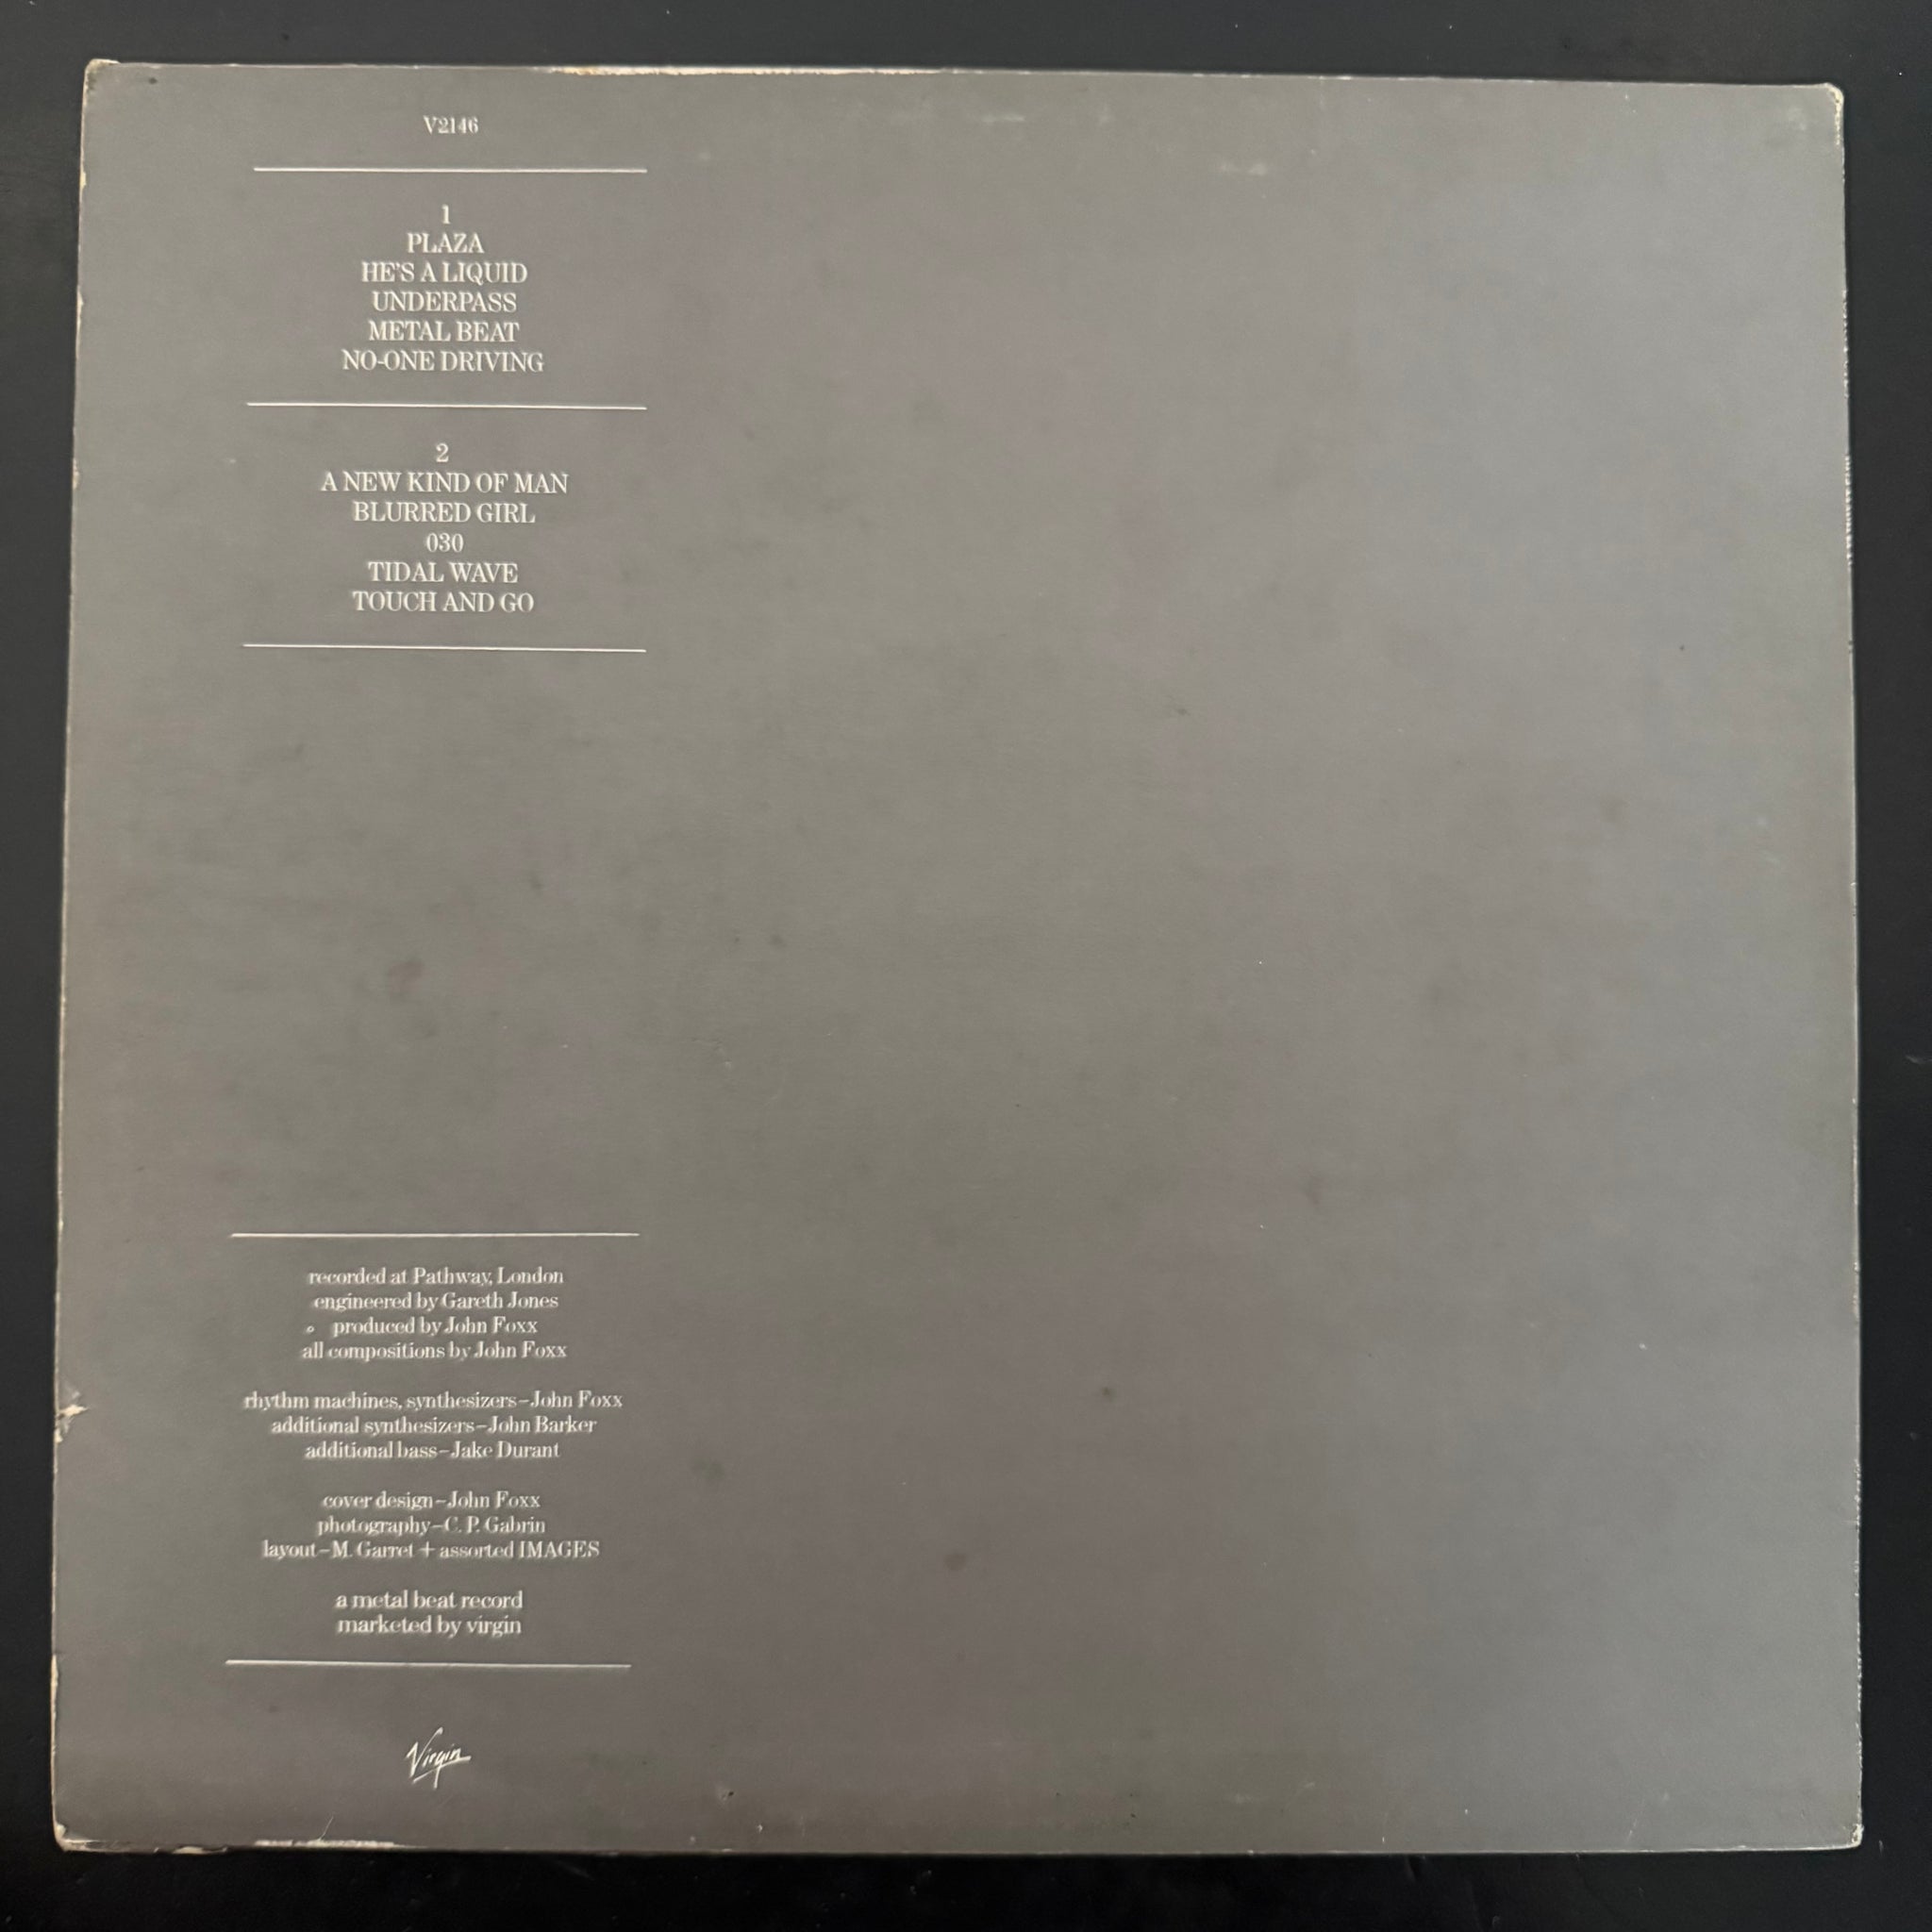 V2146
1
PLAZA
HE'S A LIQUID
UNDERPASS
METAL BEAT
NO-ONE DRIVING
2
A NEW KIND OF MAN
BLURRED GIRL
030
TIDAL WAVE
TOUCH AND GO
recorded at Pathway, London
engineered by Gareth Jones
produced by John Foxx
all compositions by John Foxx
rhythm machines, synthesizers–John Foxx
additional synthesizers–John Barker
additional bass–Jake Durant
cover design–John Foxx
photography–C. P. Gabrin
layout–M. Garret + assorted IMAGES
a metal beat record
marketed by virgin
Virgin